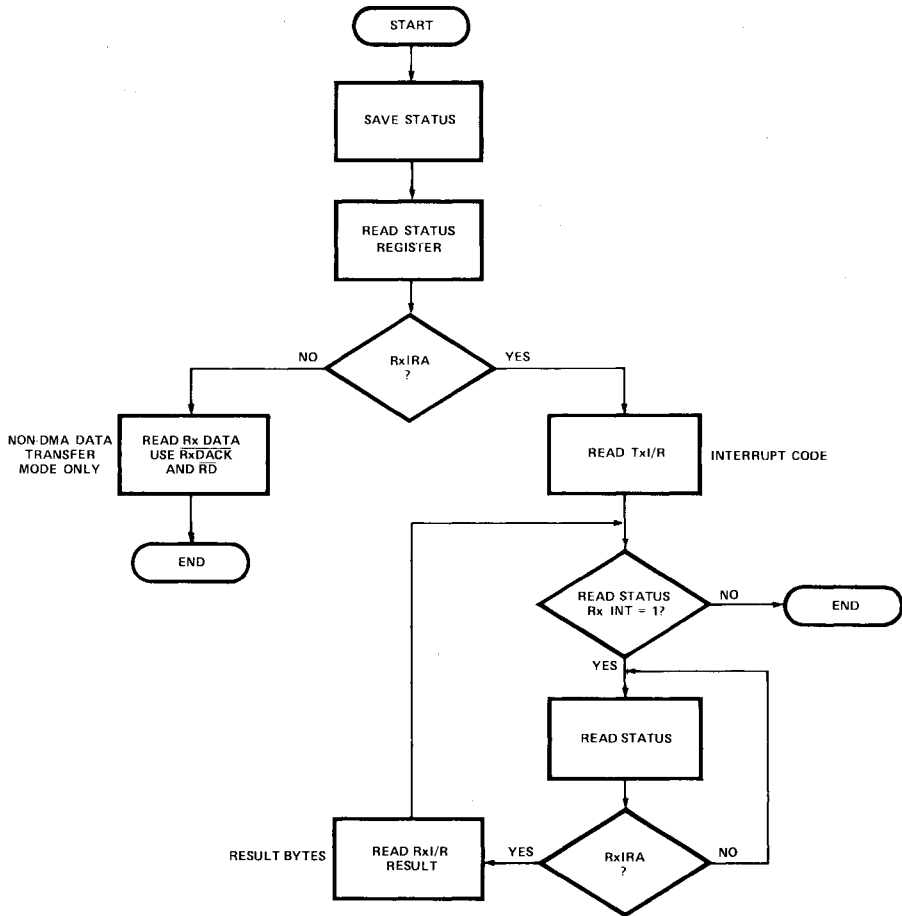 START
SAVE STATUS
READ STATUS
REGISTER
RxIRA
?
NO
YES
NON-DMA DATA
TRANSFER
MODE ONLY
READ Rx DATA
USE RxDACK
AND RD
END
READ TxI/R
INTERRUPT CODE
READ STATUS
Rx INT = 1?
NO
END
YES
READ STATUS
RxIRA
?
NO
YES
READ RxI/R
RESULT
RESULT BYTES